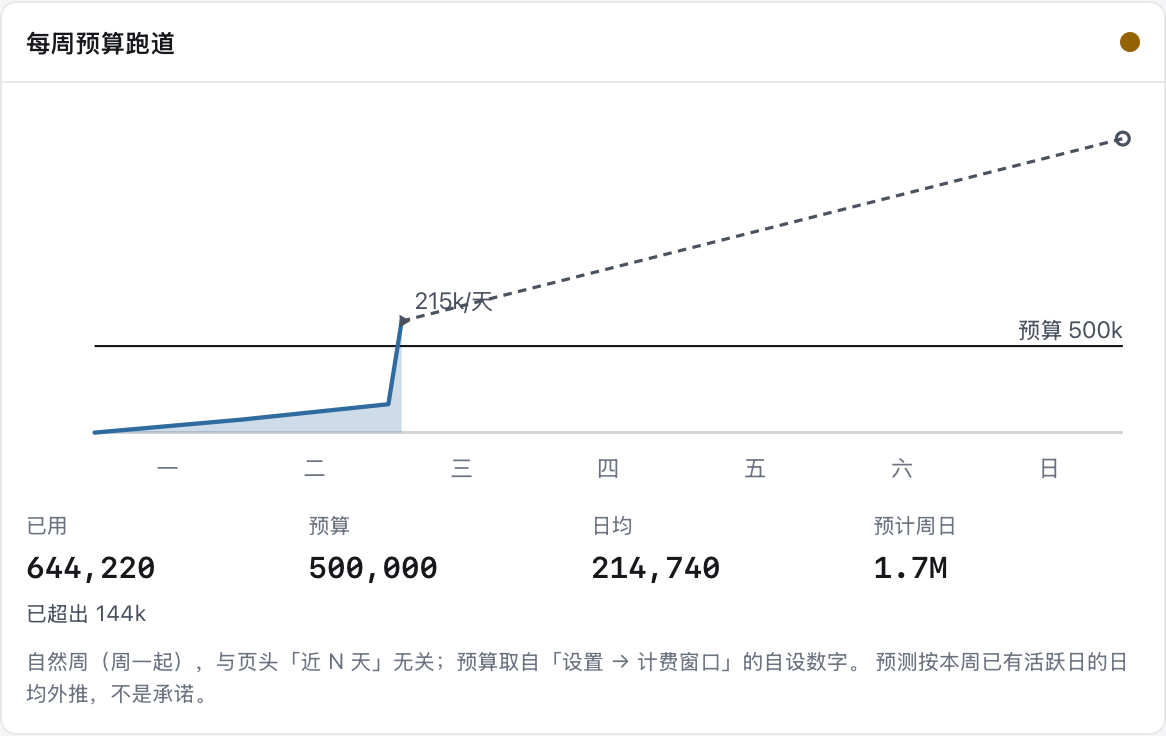 每周预算跑道
215k/天
预算 500k
一 二 三 四 五 六 日
已用 预算 日均 预计周日
644,220 500,000 214,740 1.7M
已超出 144k
自然周（周一起），与页头「近 N 天」无关；预算取自「设置 → 计费窗口」的自设数字。 预测按本周已有活跃日的日
均外推，不是承诺。